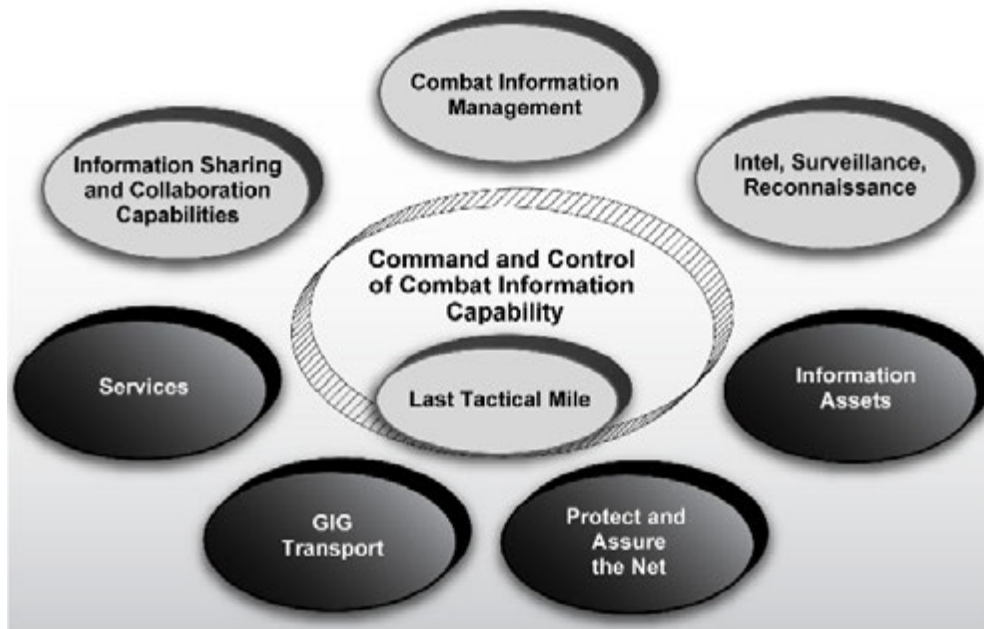 Combat Information
Management
Information Sharing
and Collaboration
Capabilities
Intel, Surveillance,
Reconnaissance
Command and Control
of Combat Information
Capability
Last Tactical Mile
Services
Information
Assets
GIG
Transport
Protect and
Assure
the Net